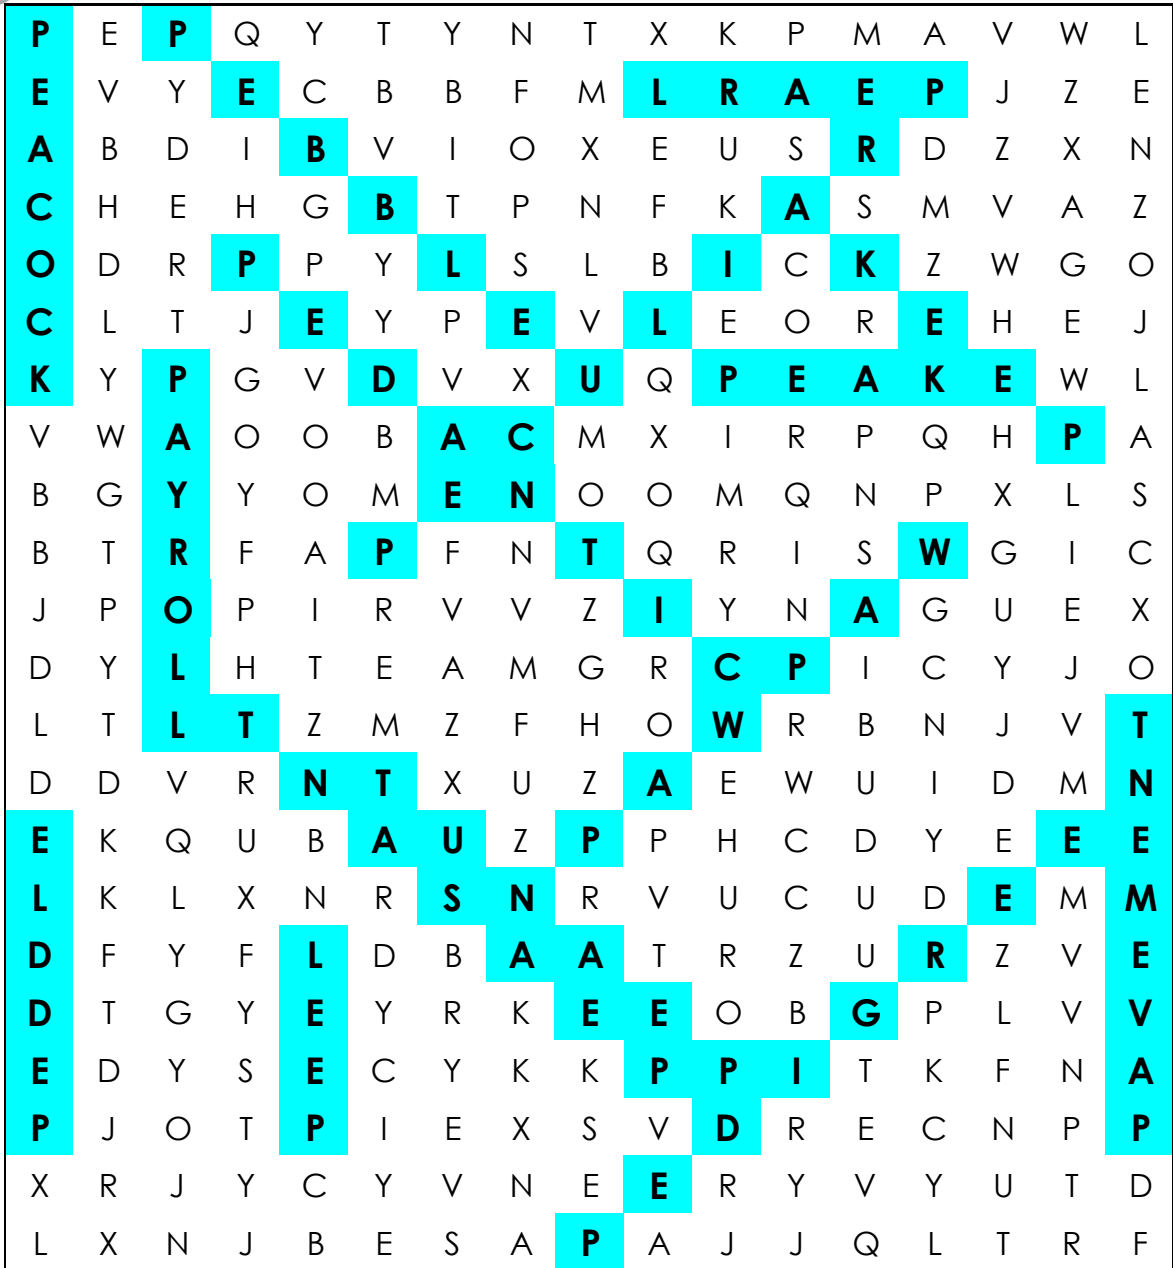 P E P Q Y T Y N T X K P M A V W L
E V Y E C B B F M L R A E P J Z E
A B D I B V I O X E U S R D Z X N
C H E H G B T P N F K A S M V A Z
O D R P P Y L S L B I C K Z W G O
C L T J E Y P E V L E O R E H E J
K Y P G V D V X U Q P E A K E W L
V W A O O B A C M X I R P Q H P A
B G Y Y O M E N O O M Q N P X L S
B T R F A P F N T Q R I S W G I C
J P O P I R V V Z I Y N A G U E X
D Y L H T E A M G R C P I C Y J O
L T L T Z M Z F H O W R B N J V T
D D V R N T X U Z A E W U I D M N
E K Q U B A U Z P P H C D Y E E E
L K L X N R S N R V U C U D E M M
D F Y F L D B A A T R Z U R Z V E
D T G Y E Y R K E E O B G P L V V
E D Y S E C Y K K P P I T K F N A
P J O T P I E X S V D R E C N P P
X R J Y C Y V N E E R Y V Y U T D
L X N J B E S A P A J J Q L T R F